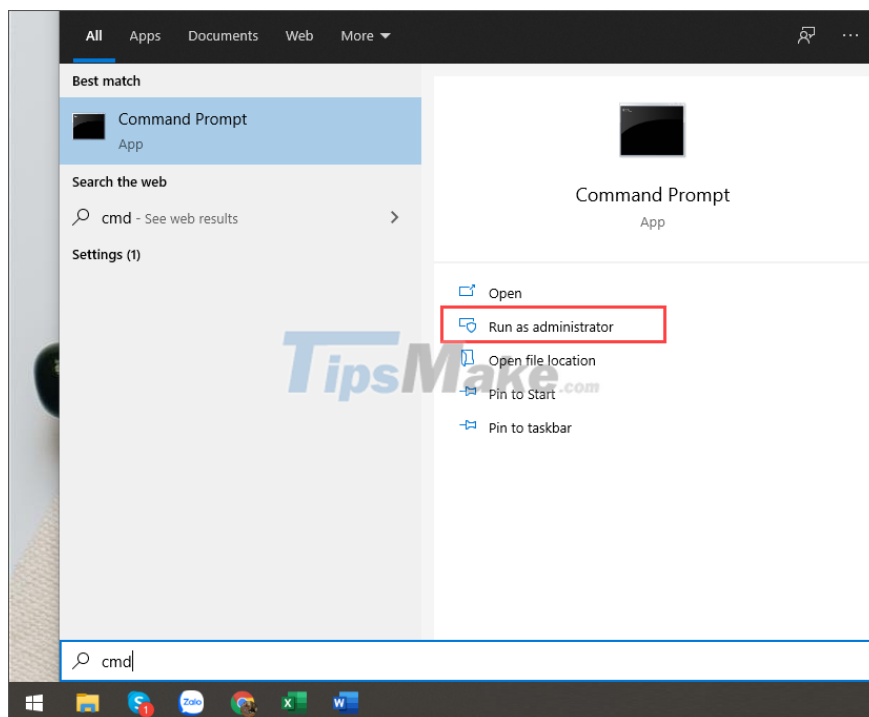 All Apps Documents Web More
Best match
Command Prompt
App
Search the web
cmd - See web results
Settings (1)
Command Prompt
App
Open
Run as administrator
Open file location
Pin to Start
Pin to taskbar
TipsMake.com
cmd
1
Zalo